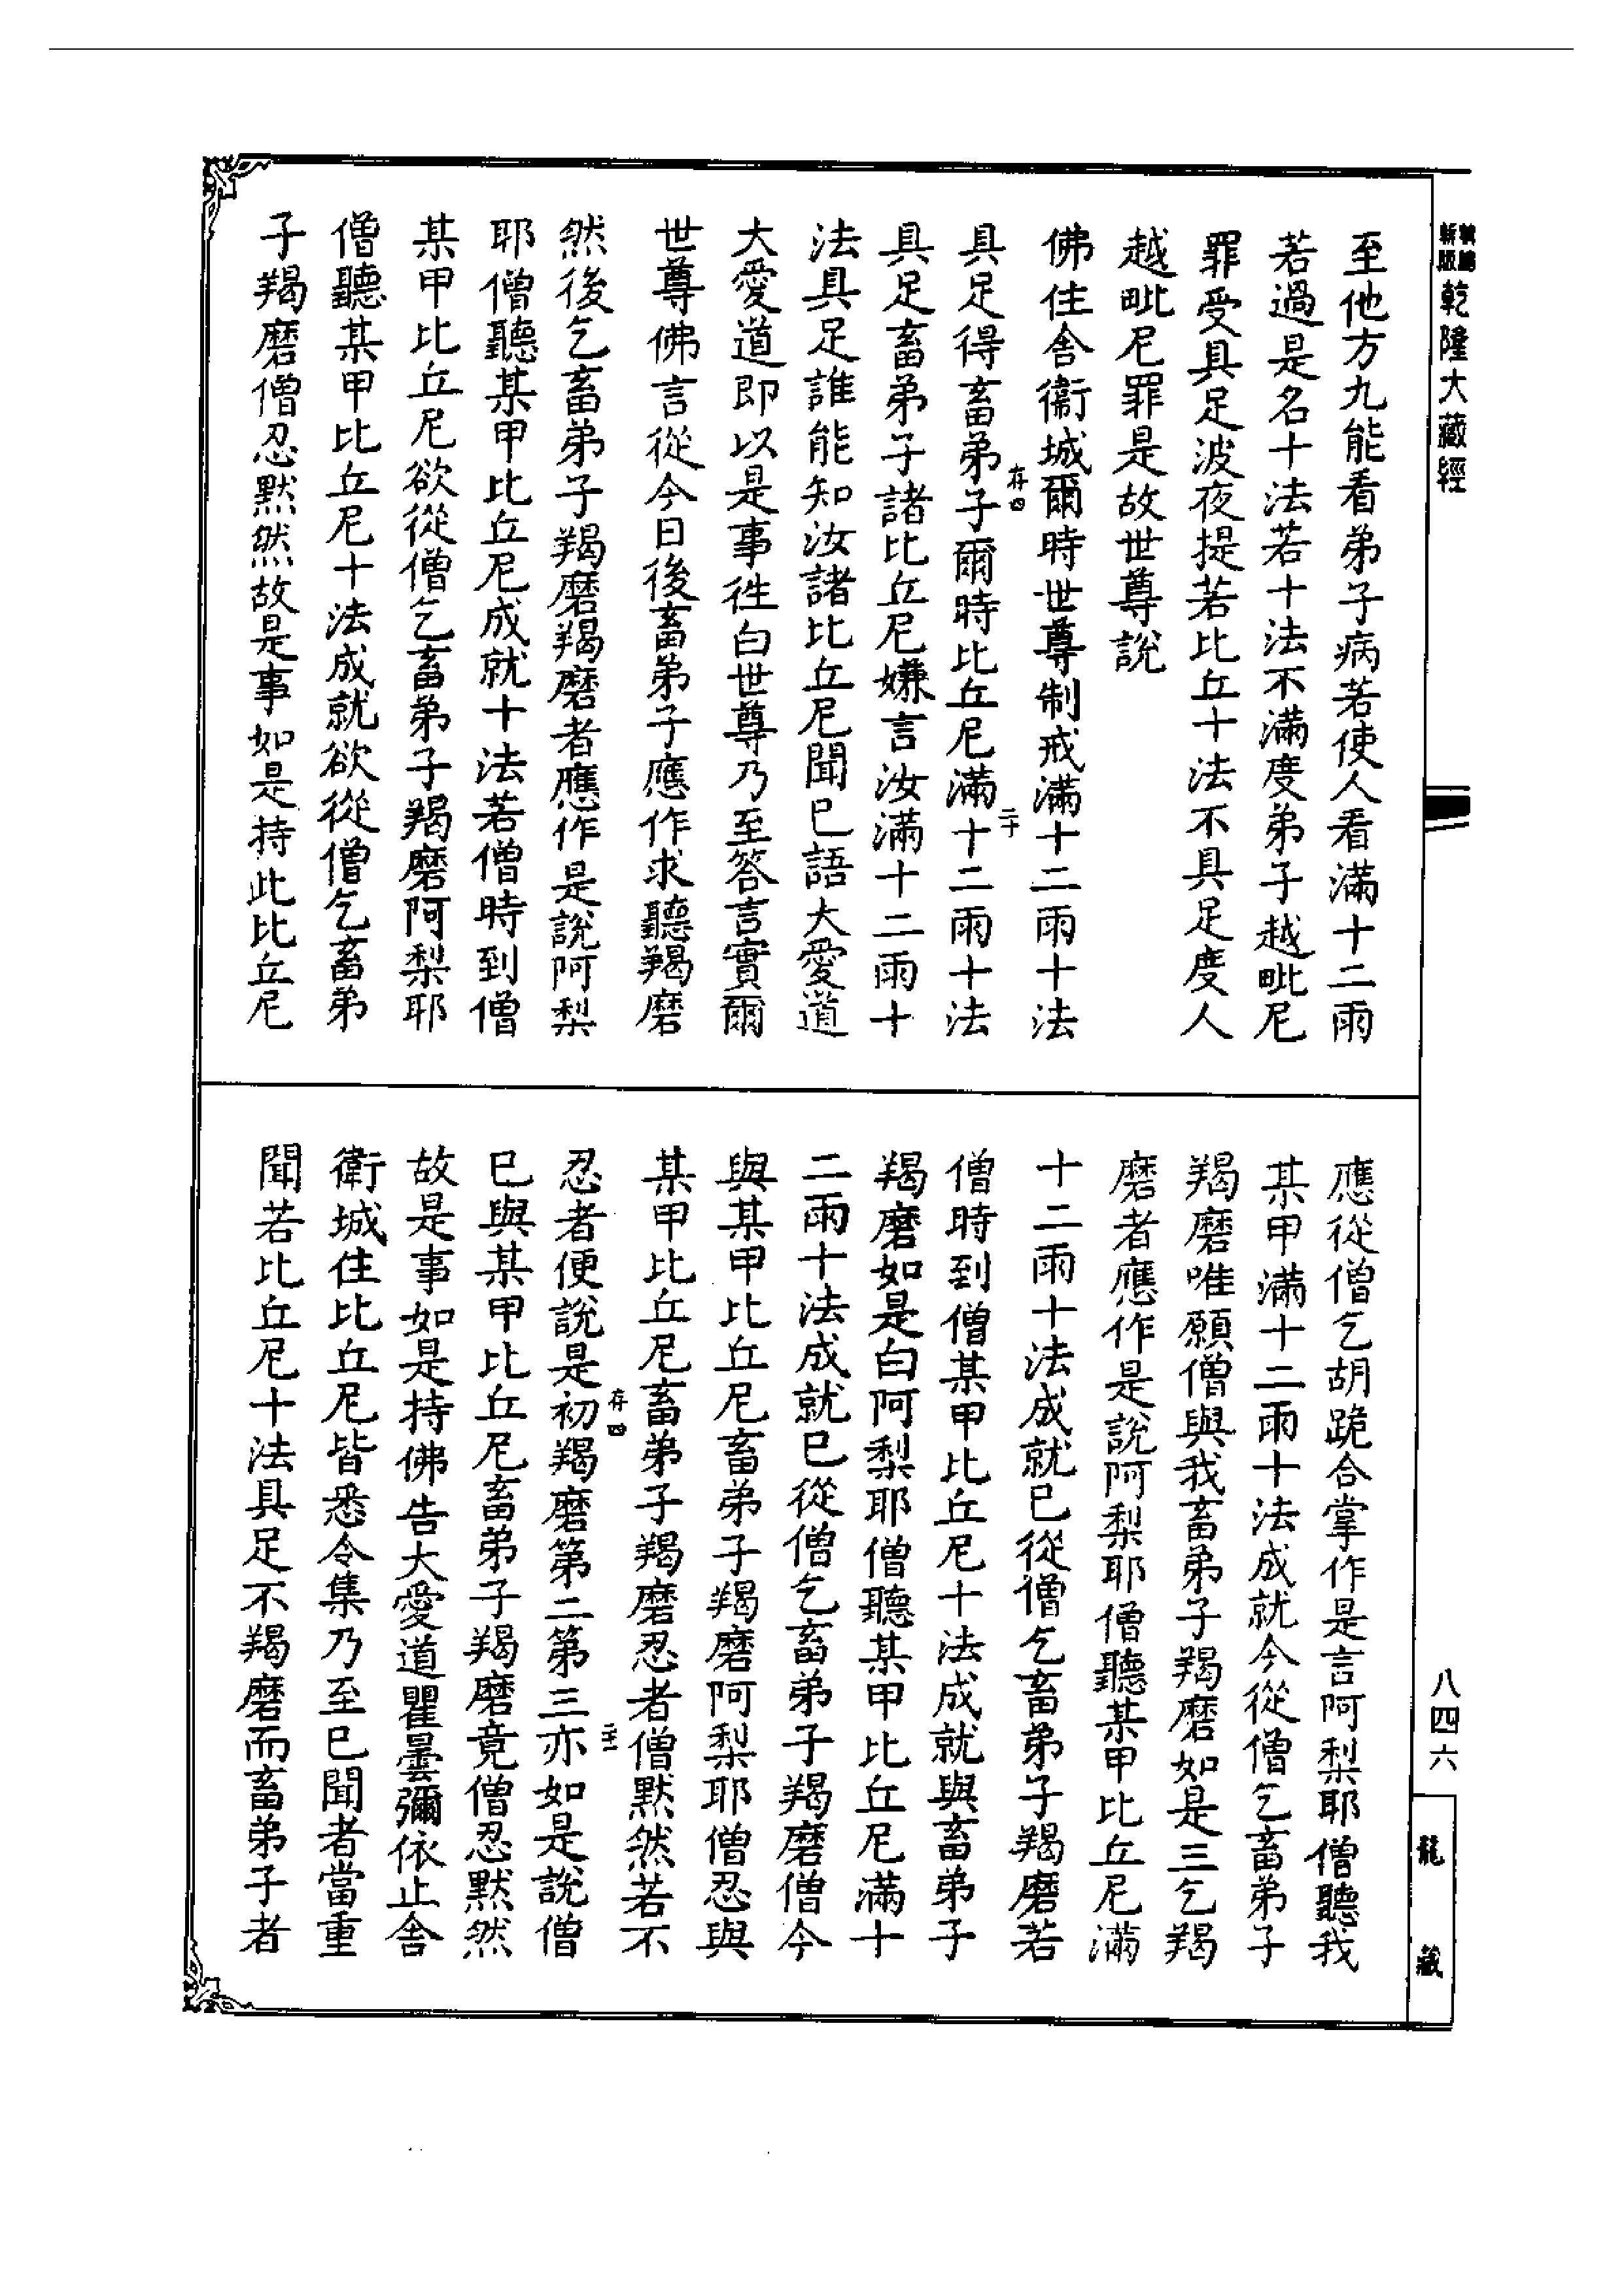 乾隆大藏經
至他方九能看弟子病若使人看滿十二雨
若過是名十法若十法不滿度弟子越毗尼
罪受具足波夜提若比丘十法不具足度人
越毗尼罪是故世尊說
佛住舍衞城爾時世尊制戒滿十二雨十法
存四
二十
具足得畜弟子爾時比丘尼滿十二雨十法
具足畜弟子諸比丘尼嫌言汝滿十二雨十
法具足誰能知汝諸比丘尼聞已語大愛道
大愛道即以是事徃白世尊乃至答言實爾
世尊佛言從今日後畜弟子應作求聽羯磨
然後乞畜弟子羯磨羯磨者應作是說阿梨
耶僧聽某甲比丘尼成就十法若僧時到僧
某甲比丘尼欲從僧乞畜弟子羯磨阿梨耶
僧聽某甲比丘尼十法成就欲從僧乞畜弟
子羯磨僧忍默然故是事如是持此比丘尼
應從僧乞胡跪合掌作是言阿梨耶僧聽我
某甲滿十二雨十法成就今從僧乞畜弟子
羯磨唯願僧與我畜弟子羯磨如是三乞羯
磨者應作是說阿梨耶僧聽某甲比丘尼滿
十二雨十法成就已從僧乞畜弟子羯磨若
僧時到僧某甲比丘尼十法成就與畜弟子
羯磨如是白阿梨耶僧聽某甲比丘尼滿十
二雨十法成就已從僧乞畜弟子羯磨僧今
與某甲比丘尼畜弟子羯磨阿梨耶僧忍與
某甲比丘尼畜弟子羯磨忍者僧默然若不
存四
二十一
忍者便說是初羯磨第二第三亦如是說僧
已與某甲比丘尼畜弟子羯磨竟僧忍默然
故是事如是持佛告大愛道瞿曇彌依止舍
衛城住比丘尼皆悉令集乃至已聞者當重
聞若比丘尼十法具足不羯磨而畜弟子者
八四六
龍藏